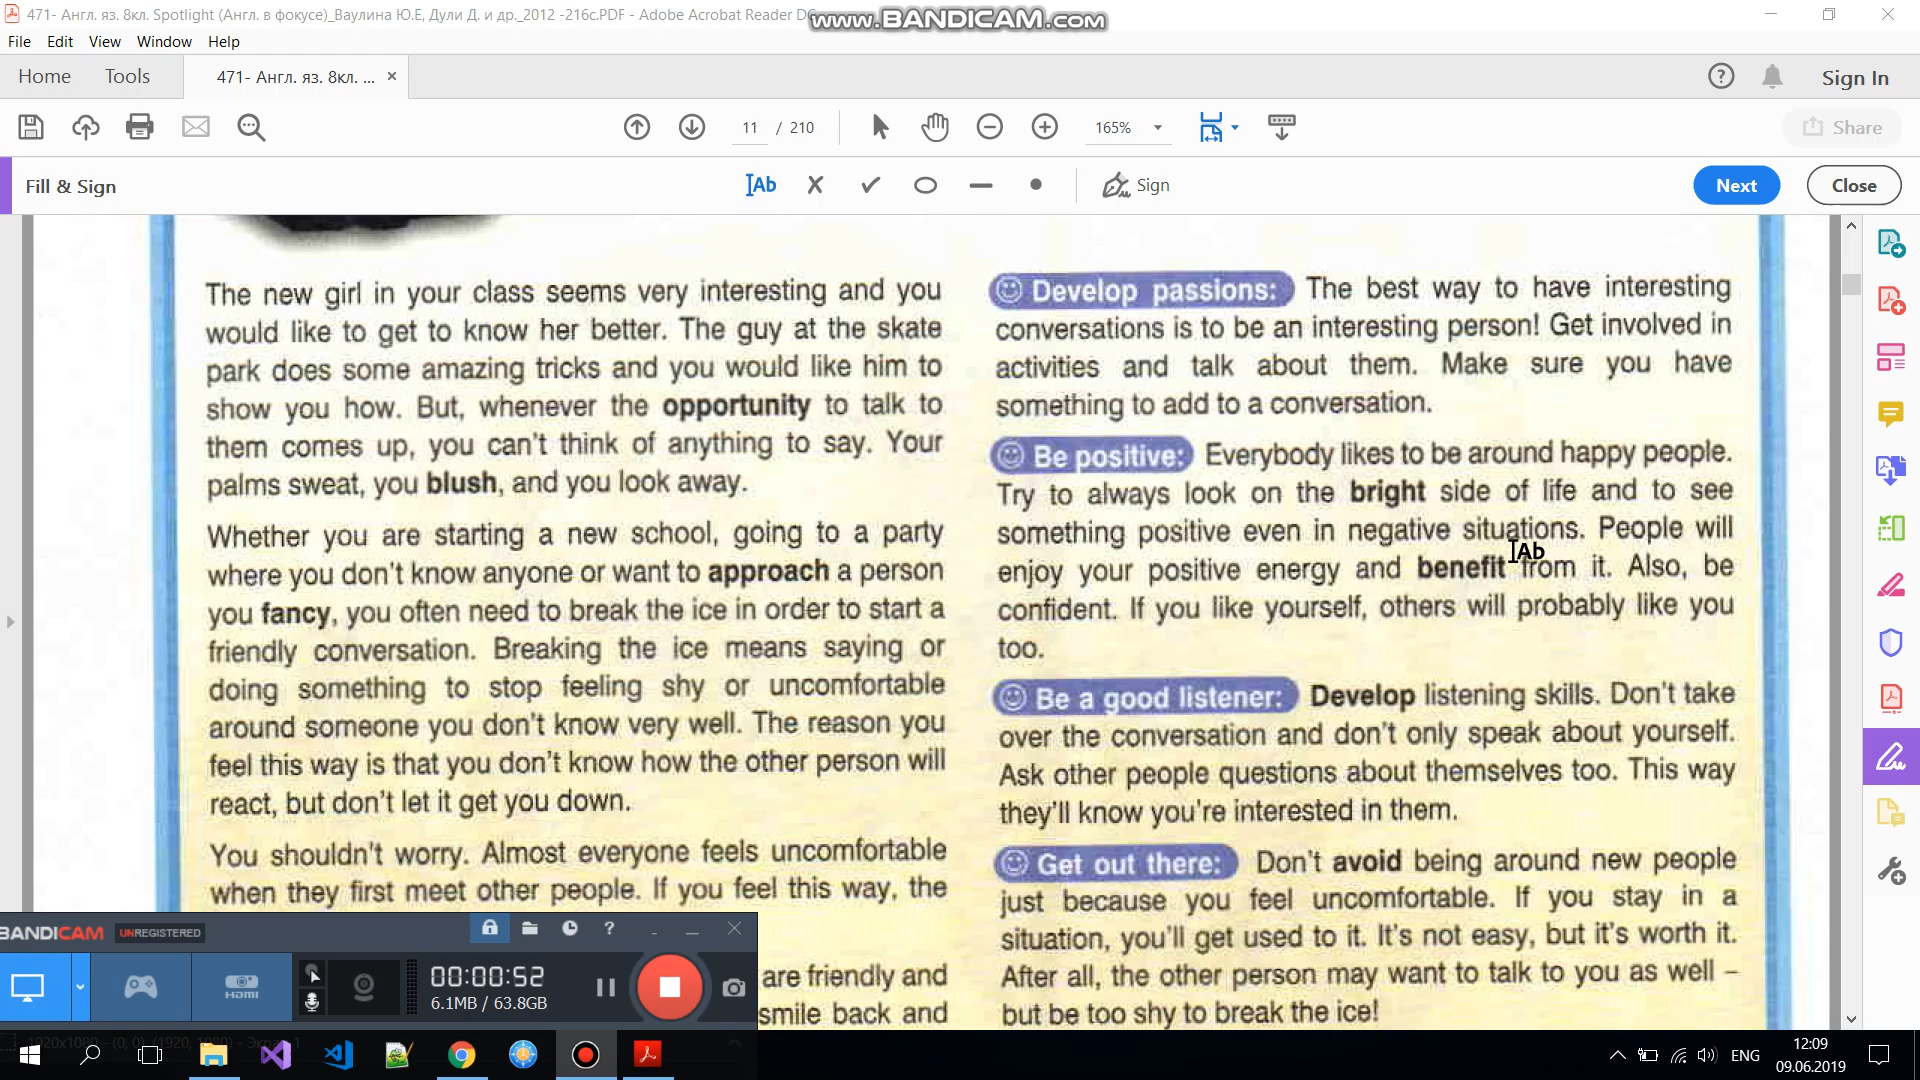 471- Англ. яз. 8кл. Spotlight (Англ. в фокусе)_Ваулина Ю.Е, Дули Д. и др._2012 -216с.PDF - Adobe Acrobat Reader DC
www.BANDICAM.com
File Edit View Window Help
Home Tools 471- Англ. яз. 8кл. ... × Sign In
11 / 210 165% Share
Fill & Sign Ab Sign Next Close
The new girl in your class seems very interesting and you
would like to get to know her better. The guy at the skate
park does some amazing tricks and you would like him to
show you how. But, whenever the opportunity to talk to
them comes up, you can't think of anything to say. Your
palms sweat, you blush, and you look away.
Whether you are starting a new school, going to a party
where you don't know anyone or want to approach a person
you fancy, you often need to break the ice in order to start a
friendly conversation. Breaking the ice means saying or
doing something to stop feeling shy or uncomfortable
around someone you don't know very well. The reason you
feel this way is that you don't know how the other person will
react, but don't let it get you down.
You shouldn't worry. Almost everyone feels uncomfortable
when they first meet other people. If you feel this way, the
are friendly and
smile back and
Develop passions: The best way to have interesting
conversations is to be an interesting person! Get involved in
activities and talk about them. Make sure you have
something to add to a conversation.
Be positive: Everybody likes to be around happy people.
Try to always look on the bright side of life and to see
something positive even in negative situations. People will
enjoy your positive energy and benefit from it. Also, be
confident. If you like yourself, others will probably like you
too.
Be a good listener: Develop listening skills. Don't take
over the conversation and don't only speak about yourself.
Ask other people questions about themselves too. This way
they'll know you're interested in them.
Get out there: Don't avoid being around new people
just because you feel uncomfortable. If you stay in a
situation, you'll get used to it. It's not easy, but it's worth it.
After all, the other person may want to talk to you as well –
but be too shy to break the ice!
Ab
BANDICAM UNREGISTERED
HDMI
00:00:52
6.1MB / 63.8GB
1920x1080 - (0, 0), (1920, 1080) - Экран 1
ENG
12:09
09.06.2019